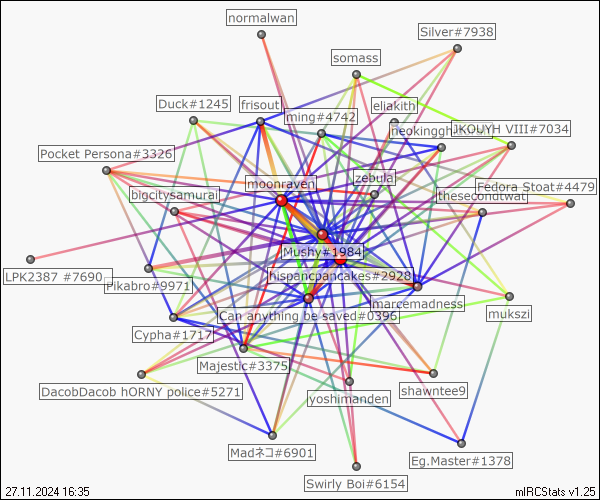 normalwan
Silver#7938
somass
Duck#1245
frisout
eliakith
ming#4742
JKOUYH VIII#7034
Pocket Persona#3326
zebula
moonraven
Fedora Stoat#4479
bigcitysamurai
thesecondtwat
Mushy#1984
LPK2387 #7690
hispancpancakes#2928
Pikabro#9971
marcemadness
mukszi
Can anything be saved#0396
Cypha#1717
Majestic#3375
DacobDacob hORNY police#5271
shawntee9
yoshimanden
Madネコ#6901
Eg.Master#1378
Swirly Boi#6154
27.11.2024 16:35
mIRCStats v1.25